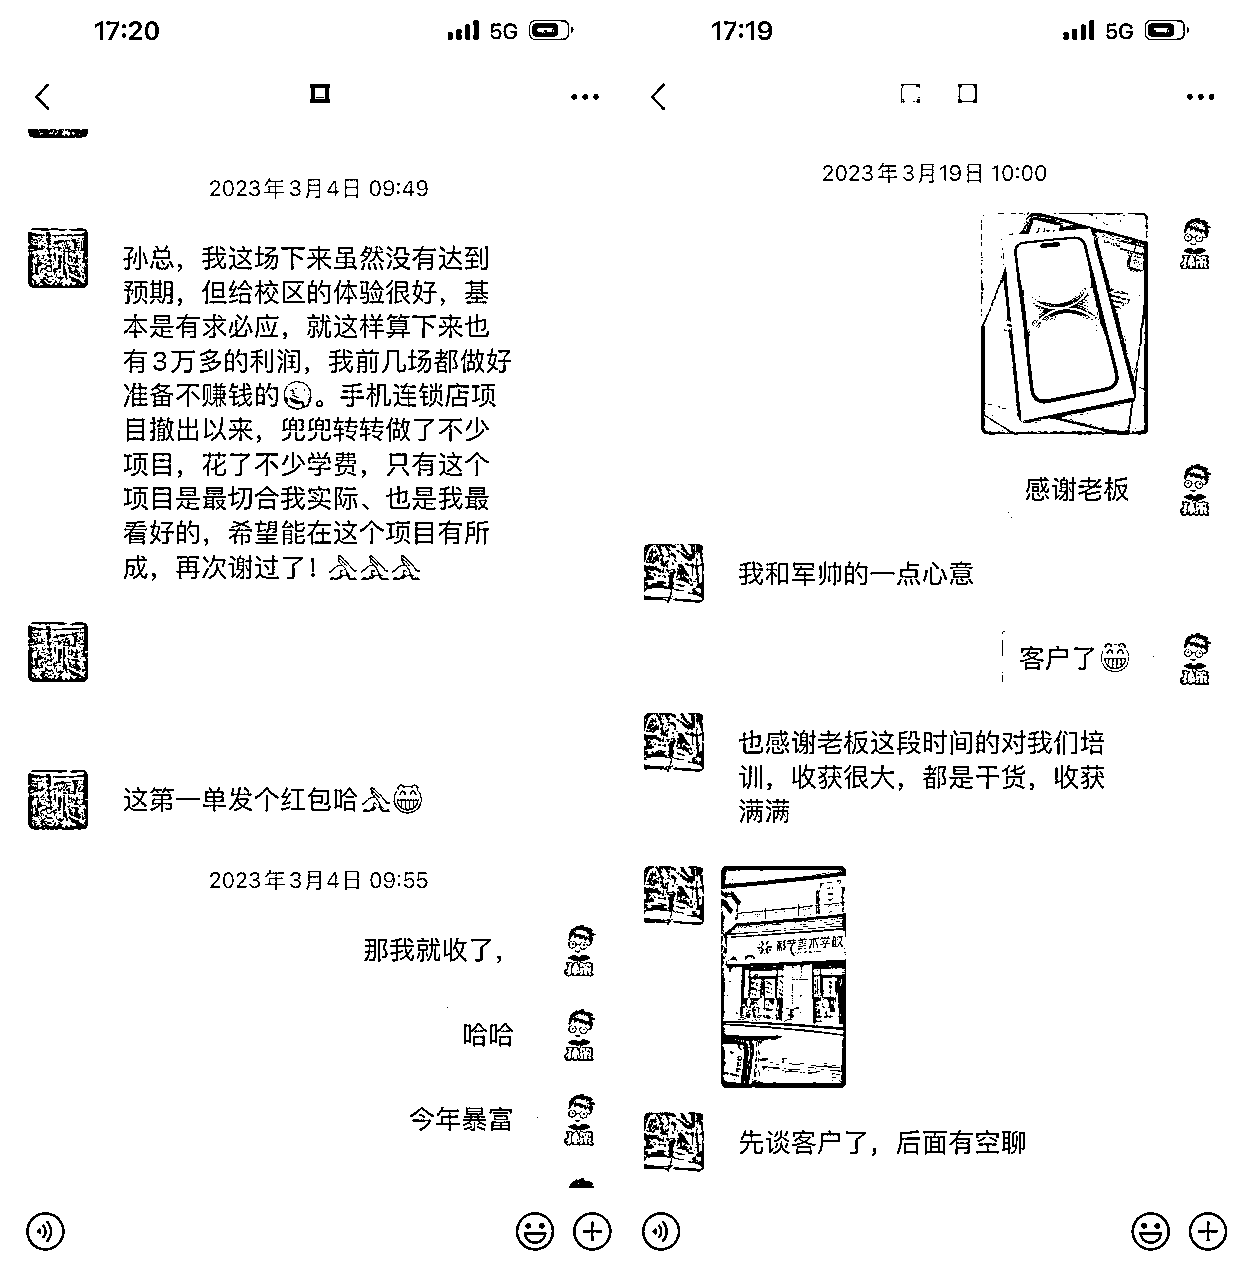 17:20
5G
2023年3月4日 09:49
孙总，我这场下来虽然没有达到
预期，但给校区的体验很好，基
本是有求必应，就这样算下来也
有3万多的利润，我前几场都做好
准备不赚钱的。手机连锁店项
目撤出以来，兜兜转转做了不少
项目，花了不少学费，只有这个
项目是最切合我实际、也是我最
看好的，希望能在这个项目有所
成，再次谢过了！
这第一单发个红包哈
2023年3月4日 09:55
那我就收了，
哈哈
今年暴富
17:19
5G
2023年3月19日 10:00
感谢老板
我和军帅的一点心意
客户了
也感谢老板这段时间的对我们培
训，收获很大，都是干货，收获
满满
先谈客户了，后面有空聊